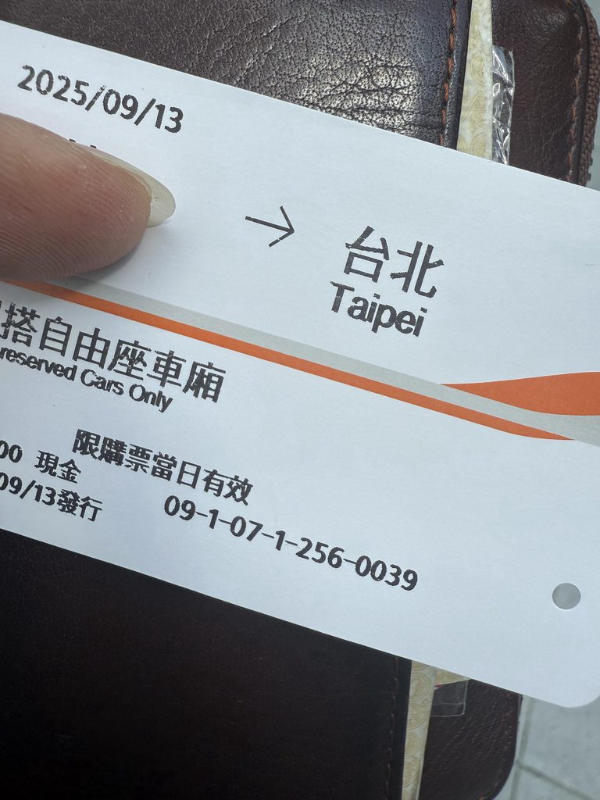 2025/09/13
→ 台北
Taipei
搭自由座車廂
reserved Cars Only
限購票當日有效
00 現金
09/13發行
09-1-07-1-256-0039